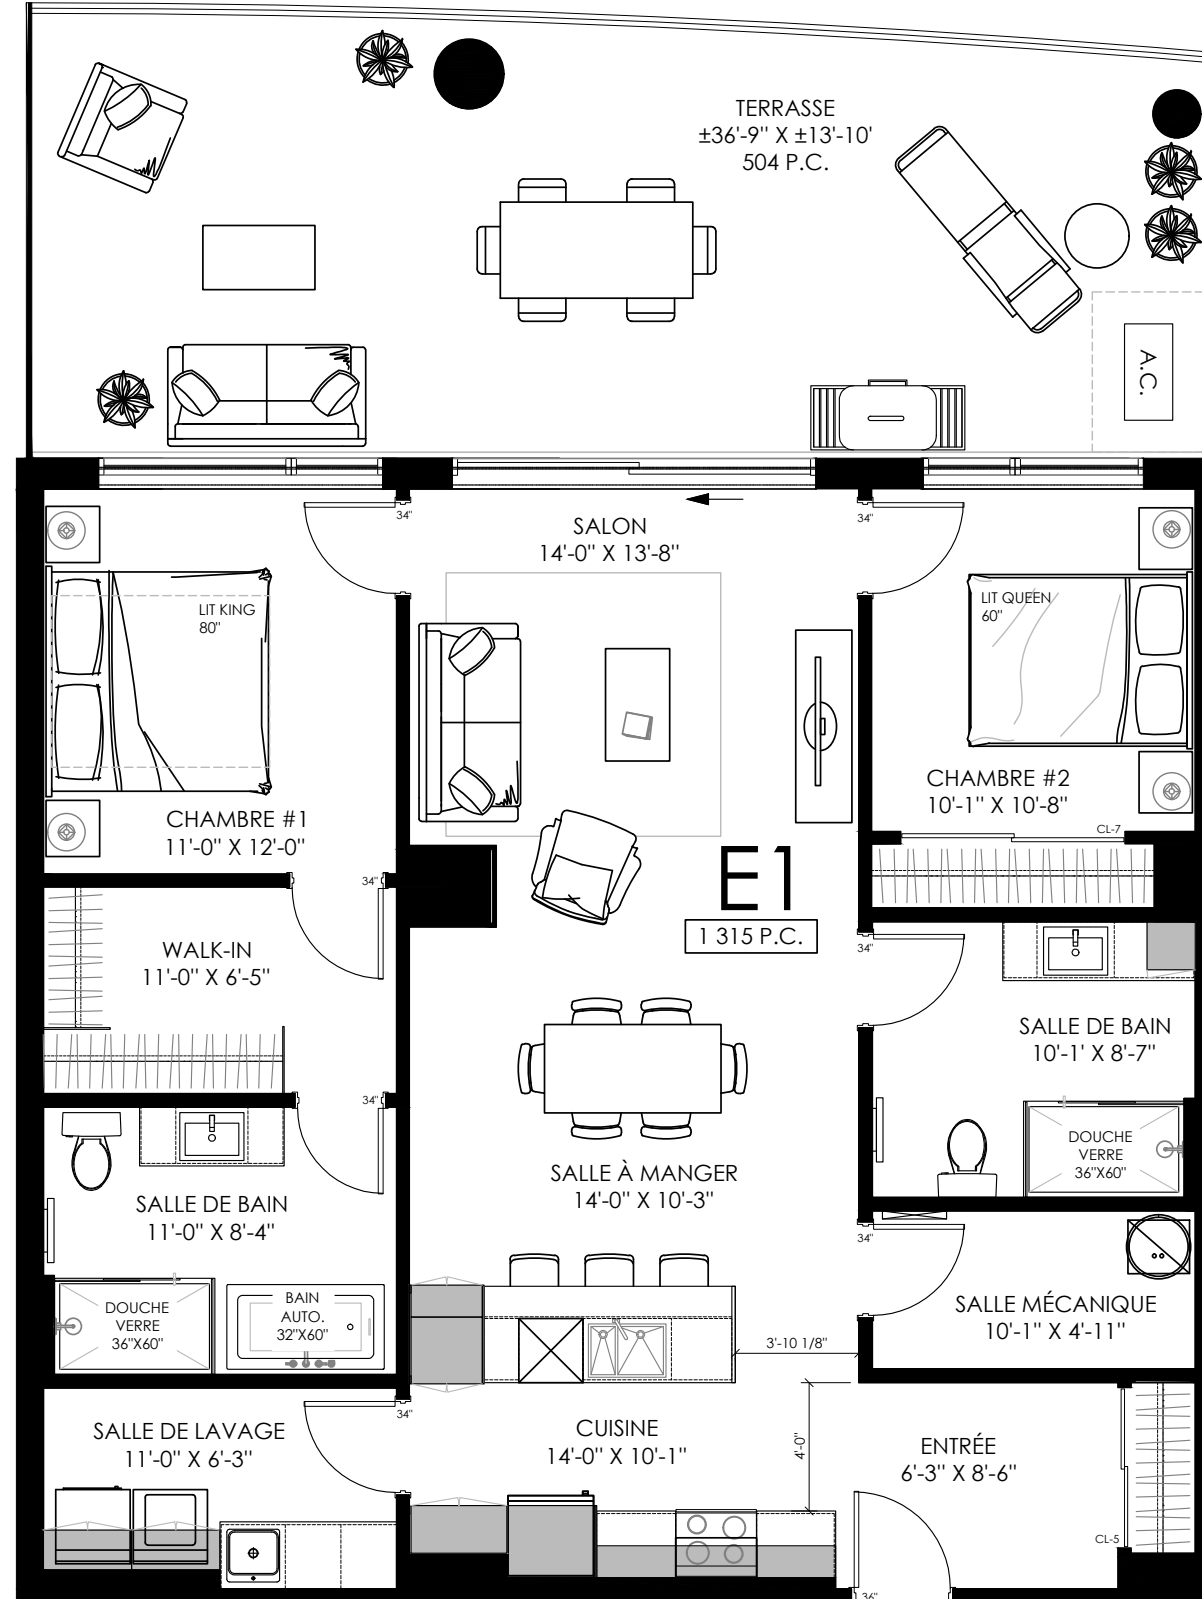 TERRASSE
±36'-9" X ±13'-10'
504 P.C.
A.C.
34"
SALON
14'-0" X 13'-8"
34"
LIT KING
80"
LIT QUEEN
60"
CHAMBRE #1
11'-0" X 12'-0"
CHAMBRE #2
10'-1" X 10'-8"
CL-7
34"
E1
1 315 P.C.
WALK-IN
11'-0" X 6'-5"
34"
SALLE DE BAIN
10'-1' X 8'-7"
34"
DOUCHE
VERRE
36"X60"
SALLE DE BAIN
11'-0" X 8'-4"
SALLE À MANGER
14'-0" X 10'-3"
34"
DOUCHE
VERRE
36"X60"
BAIN
AUTO.
32"X60"
SALLE MÉCANIQUE
10'-1" X 4'-11"
3'-10 1/8"
34"
SALLE DE LAVAGE
11'-0" X 6'-3"
CUISINE
14'-0" X 10'-1"
4'-0"
ENTRÉE
6'-3" X 8'-6"
CL-5
36"